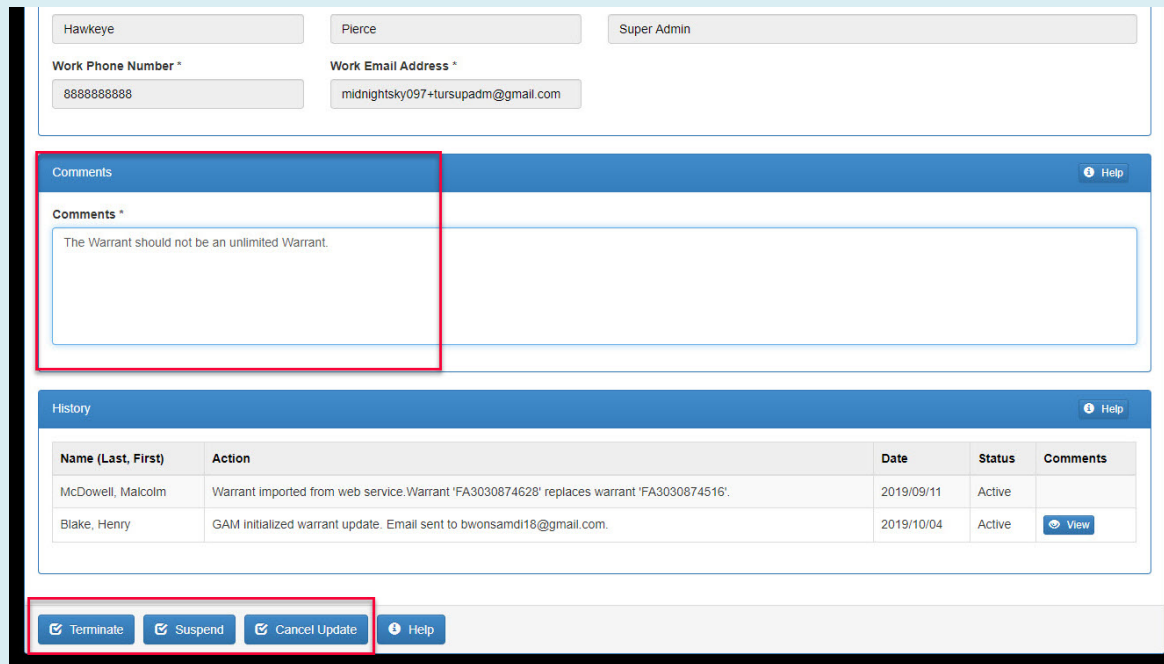 Hawkeye Pierce Super Admin
Work Phone Number * Work Email Address *
8888888888 midnightsky097+tursupadm@gmail.com
Comments Help
Comments *
The Warrant should not be an unlimited Warrant.
History Help
Name (Last, First) Action Date Status Comments
McDowell, Malcolm Warrant imported from web service.Warrant 'FA3030874628' replaces warrant 'FA3030874516'. 2019/09/11 Active
Blake, Henry GAM initialized warrant update. Email sent to bwonsamdi18@gmail.com. 2019/10/04 Active View
Terminate Suspend Cancel Update Help